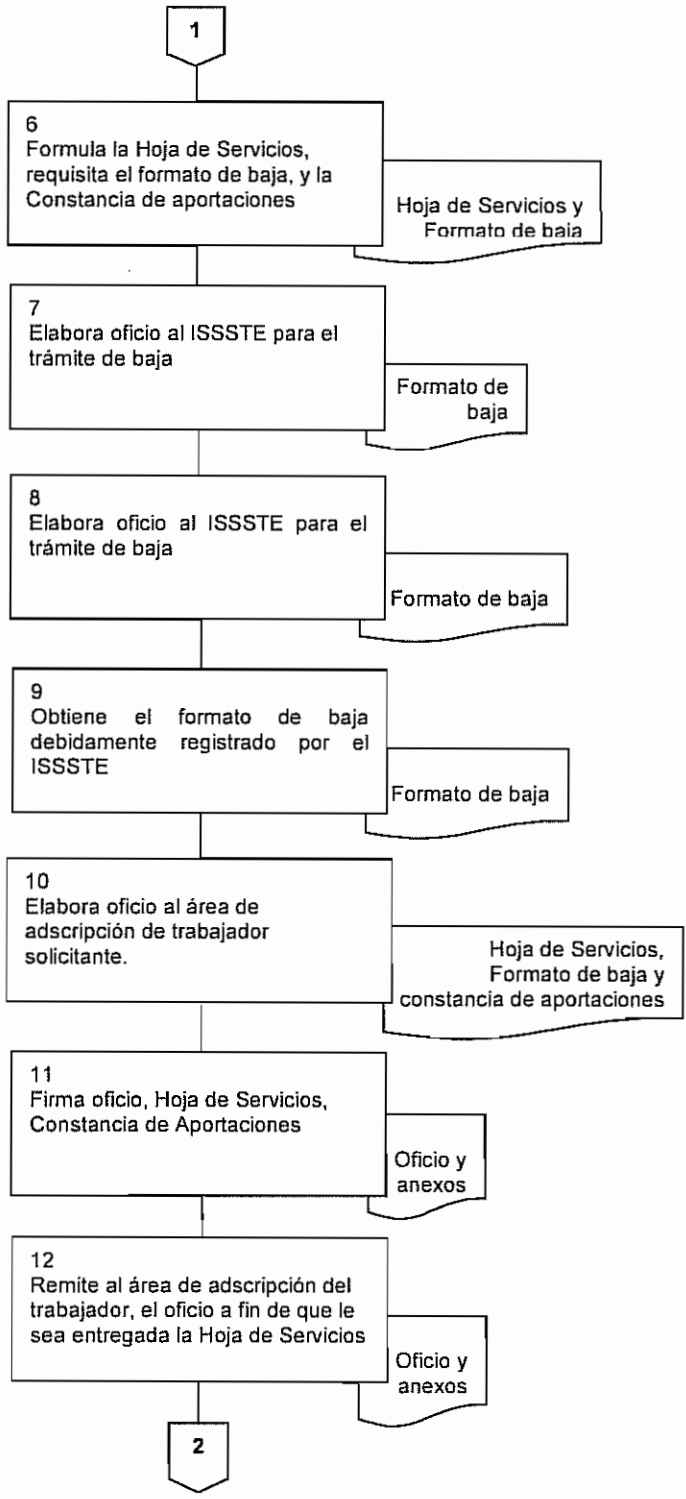 1
6
Formula la Hoja de Servicios,
requisita el formato de baja, y la
Constancia de aportaciones
Hoja de Servicios y
Formato de baja
7
Elabora oficio al ISSSTE para el
trámite de baja
Formato de
baja
8
Elabora oficio al ISSSTE para el
trámite de baja
Formato de baja
9
Obtiene el formato de baja
debidamente registrado por el
ISSSTE
Formato de baja
10
Elabora oficio al área de
adscripción de trabajador
solicitante.
Hoja de Servicios,
Formato de baja y
constancia de aportaciones
11
Firma oficio, Hoja de Servicios,
Constancia de Aportaciones
Oficio y
anexos
12
Remite al área de adscripción del
trabajador, el oficio a fin de que le
sea entregada la Hoja de Servicios
Oficio y
anexos
2